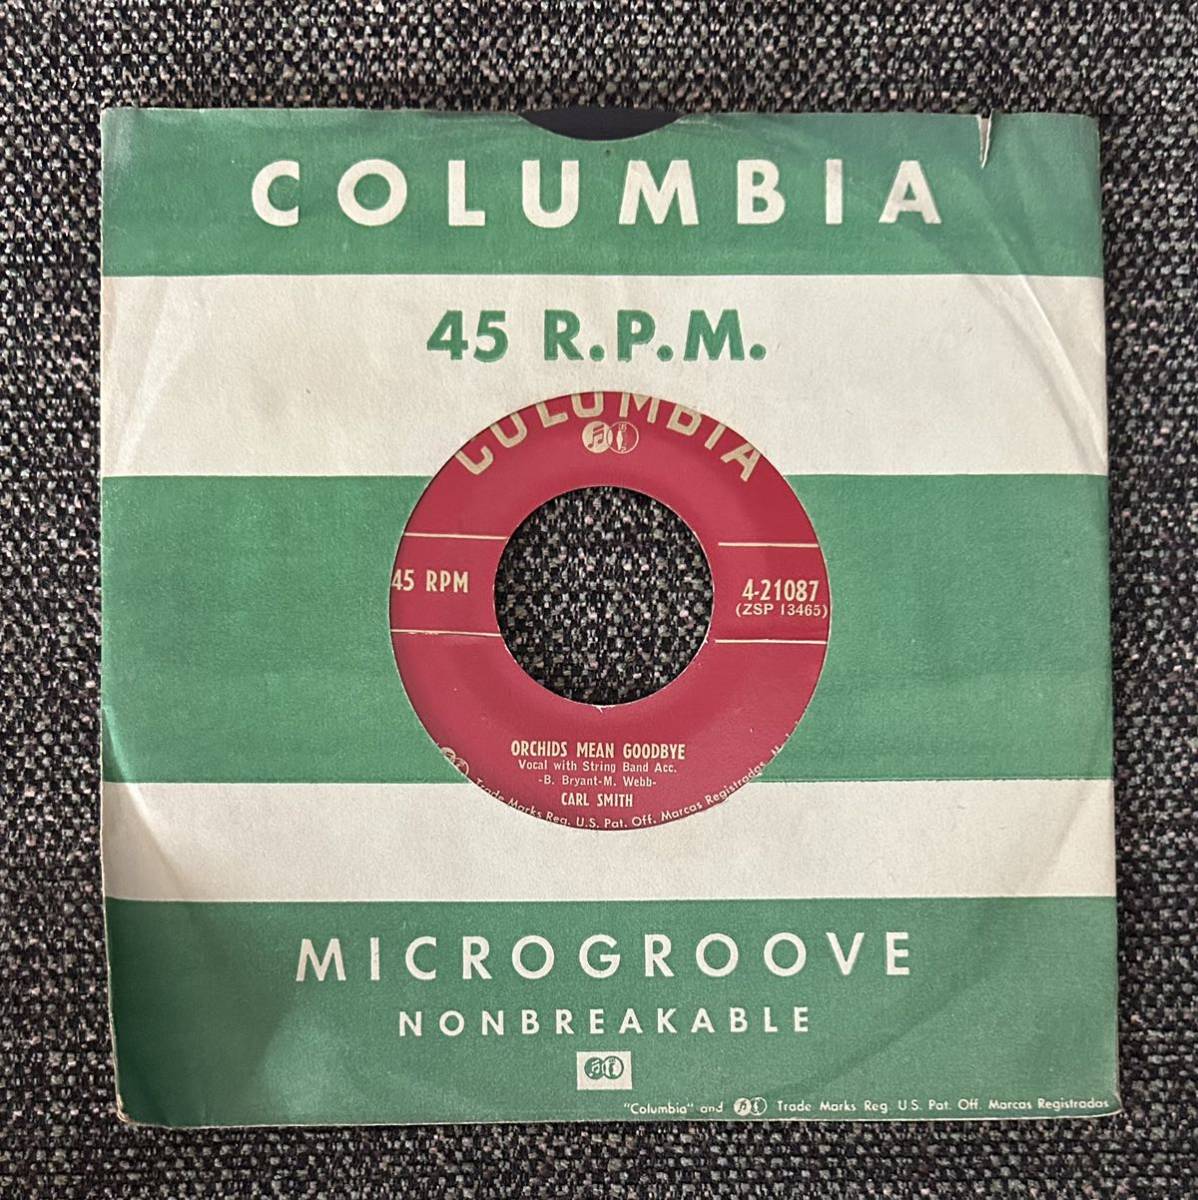 COLUMBIA
45 R.P.M.
COLUMBIA
45 RPM
4-21087
(ZSP 13465)
ORCHIDS MEAN GOODBYE
Vocal with String Band Acc.
-B. Bryant-M. Webb-
CARL SMITH
Trade Marks Reg. U.S. Pat. Off. Marcas Registradas
MICROGROOVE
NONBREAKABLE
"Columbia" and Trade Marks Reg. U.S. Pat. Off. Marcas Registradas